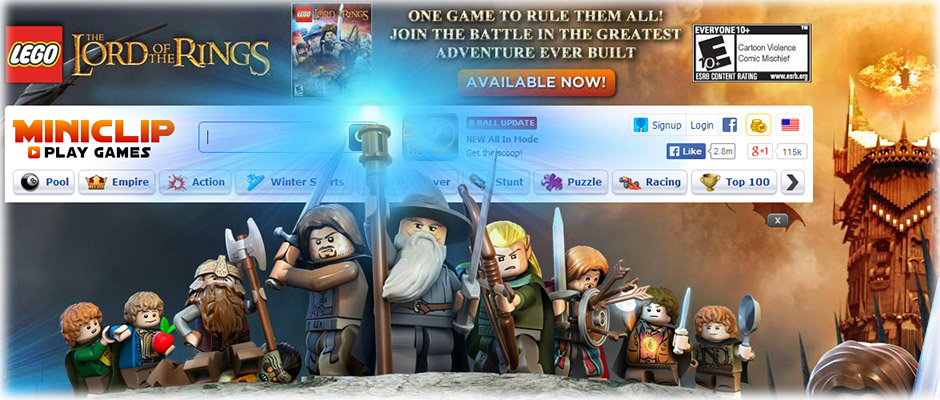 LEGO
THE
LORD OF THE RINGS
LEGO
THE LORD OF THE RINGS
ONE GAME TO RULE THEM ALL!
JOIN THE BATTLE IN THE GREATEST
ADVENTURE EVER BUILT
AVAILABLE NOW!
EVERYONE 10+
TM
E
10+
Cartoon Violence
Comic Mischief
ESRB CONTENT RATING
www.esrb.org
MINICLIP
PLAY GAMES
8 BALL UPDATE
NEW All In Mode
Get the scoop!
Signup
Login
Like
2.8m
g+1
115k
8
Pool
Empire
Action
Winter
Stunt
Puzzle
Racing
Top 100
X